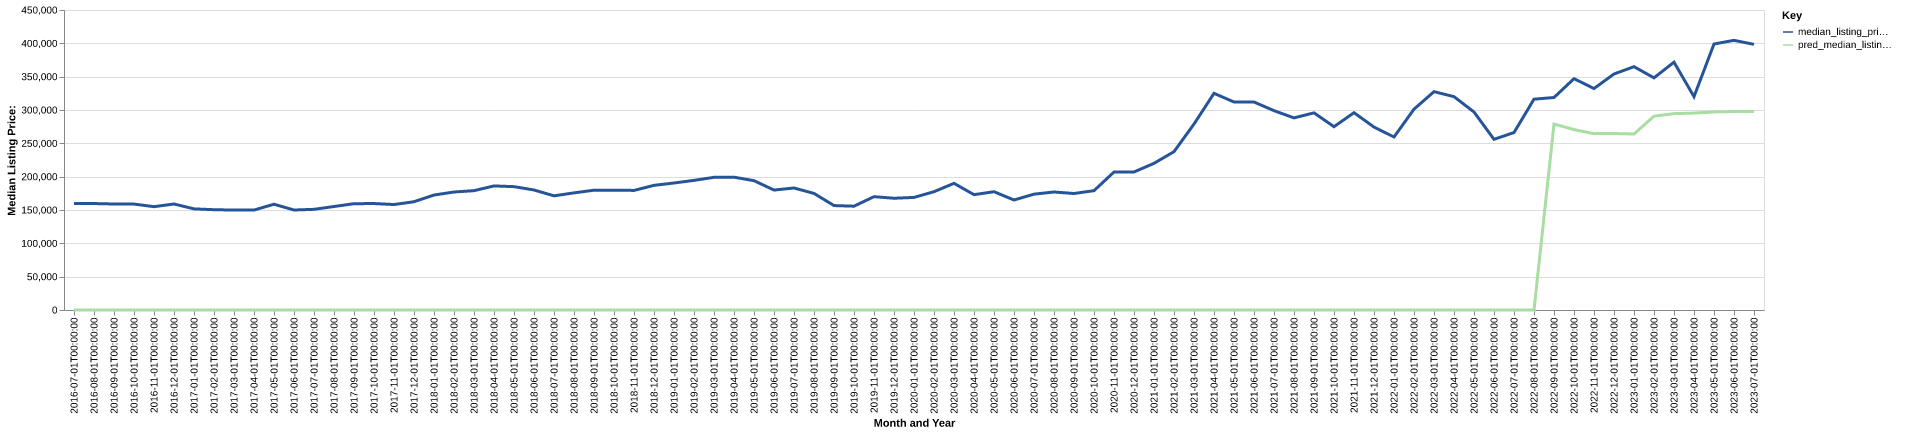 450,000
400,000
350,000
300,000
250,000
200,000
150,000
100,000
50,000
0
Median Listing Price:
2016-07-01T00:00:00
2016-08-01T00:00:00
2016-09-01T00:00:00
2016-10-01T00:00:00
2016-11-01T00:00:00
2016-12-01T00:00:00
2017-01-01T00:00:00
2017-02-01T00:00:00
2017-03-01T00:00:00
2017-04-01T00:00:00
2017-05-01T00:00:00
2017-06-01T00:00:00
2017-07-01T00:00:00
2017-08-01T00:00:00
2017-09-01T00:00:00
2017-10-01T00:00:00
2017-11-01T00:00:00
2017-12-01T00:00:00
2018-01-01T00:00:00
2018-02-01T00:00:00
2018-03-01T00:00:00
2018-04-01T00:00:00
2018-05-01T00:00:00
2018-06-01T00:00:00
2018-07-01T00:00:00
2018-08-01T00:00:00
2018-09-01T00:00:00
2018-10-01T00:00:00
2018-11-01T00:00:00
2018-12-01T00:00:00
2019-01-01T00:00:00
2019-02-01T00:00:00
2019-03-01T00:00:00
2019-04-01T00:00:00
2019-05-01T00:00:00
2019-06-01T00:00:00
2019-07-01T00:00:00
2019-08-01T00:00:00
2019-09-01T00:00:00
2019-10-01T00:00:00
2019-11-01T00:00:00
2019-12-01T00:00:00
2020-01-01T00:00:00
2020-02-01T00:00:00
2020-03-01T00:00:00
2020-04-01T00:00:00
2020-05-01T00:00:00
2020-06-01T00:00:00
2020-07-01T00:00:00
2020-08-01T00:00:00
2020-09-01T00:00:00
2020-10-01T00:00:00
2020-11-01T00:00:00
2020-12-01T00:00:00
2021-01-01T00:00:00
2021-02-01T00:00:00
2021-03-01T00:00:00
2021-04-01T00:00:00
2021-05-01T00:00:00
2021-06-01T00:00:00
2021-07-01T00:00:00
2021-08-01T00:00:00
2021-09-01T00:00:00
2021-10-01T00:00:00
2021-11-01T00:00:00
2021-12-01T00:00:00
2022-01-01T00:00:00
2022-02-01T00:00:00
2022-03-01T00:00:00
2022-04-01T00:00:00
2022-05-01T00:00:00
2022-06-01T00:00:00
2022-07-01T00:00:00
2022-08-01T00:00:00
2022-09-01T00:00:00
2022-10-01T00:00:00
2022-11-01T00:00:00
2022-12-01T00:00:00
2023-01-01T00:00:00
2023-02-01T00:00:00
2023-03-01T00:00:00
2023-04-01T00:00:00
2023-05-01T00:00:00
2023-06-01T00:00:00
2023-07-01T00:00:00
Month and Year
Key
median_listing_pri…
pred_median_listin…